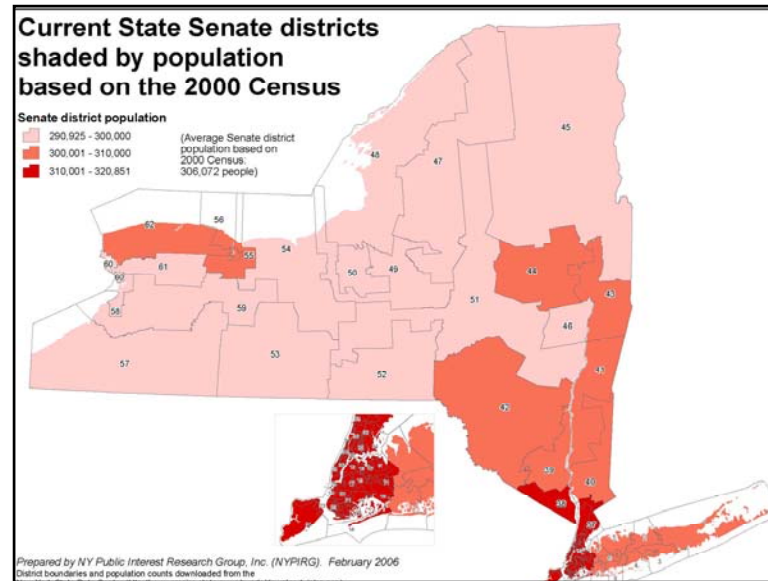 Current State Senate districts
shaded by population
based on the 2000 Census
Senate district population
290,925 - 300,000
300,001 - 310,000
310,001 - 320,851
(Average Senate district
population based on
2000 Census:
306,072 people)
45
48
47
56
62
55
54
44
60
61
50
49
43
60
51
58
59
46
57
53
52
41
42
39
40
38
37
Prepared by NY Public Interest Research Group, Inc. (NYPIRG). February 2006
District boundaries and population counts downloaded from the